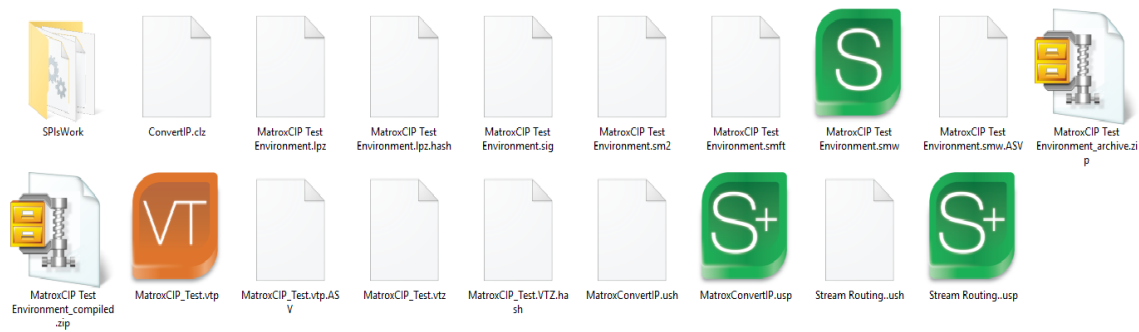 S
SPlsWork
ConvertIP.clz
MatroxCIP Test
Environment.lpz
MatroxCIP Test
Environment.lpz.hash
MatroxCIP Test
Environment.sig
MatroxCIP Test
Environment.sm2
MatroxCIP Test
Environment.smft
MatroxCIP Test
Environment.smw
MatroxCIP Test
Environment.smw.ASV
MatroxCIP Test
Environment_archive.zi
p
VT
S+
S+
MatroxCIP Test
Environment_compiled
.zip
MatroxCIP_Test.vtp
MatroxCIP_Test.vtp.AS
V
MatroxCIP_Test.vtz
MatroxCIP_Test.VTZ.ha
sh
MatroxConvertIP.ush
MatroxConvertIP.usp
Stream Routing..ush
Stream Routing..usp